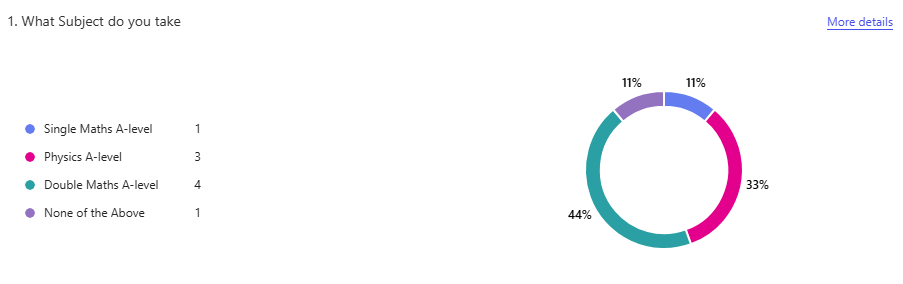 1. What Subject do you take
More details
Single Maths A-level 1
Physics A-level 3
Double Maths A-level 4
None of the Above 1
11%
11%
33%
44%